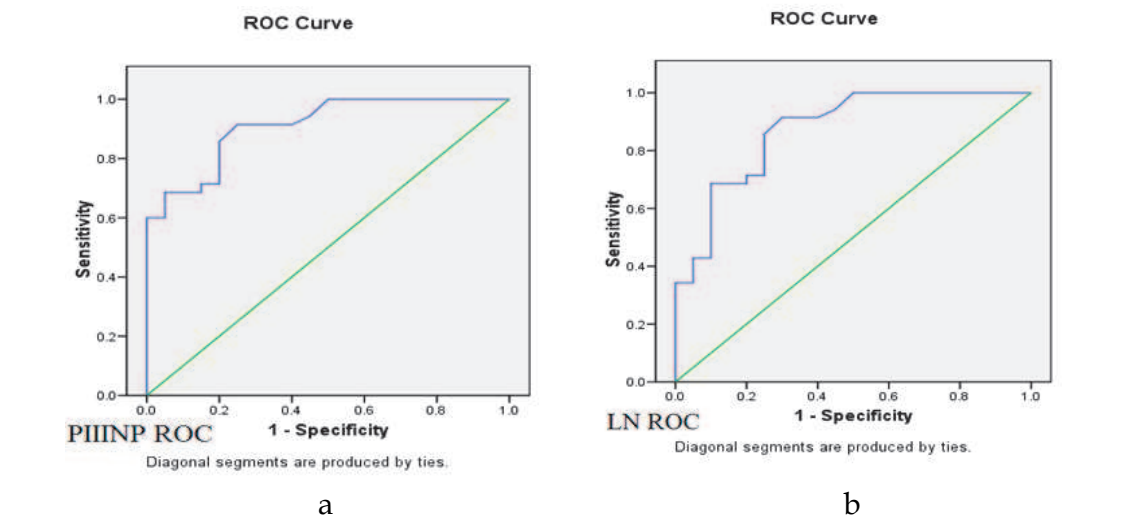 ROC Curve
1.0
0.8
0.6
0.4
0.2
0.0
Sensitivity
0.0 0.2 0.4 0.6 0.8 1.0
PIIINP ROC
1 - Specificity
Diagonal segments are produced by ties.
a
ROC Curve
1.0
0.8
0.6
0.4
0.2
0.0
Sensitivity
0.0 0.2 0.4 0.6 0.8 1.0
LN ROC
1 - Specificity
Diagonal segments are produced by ties.
b